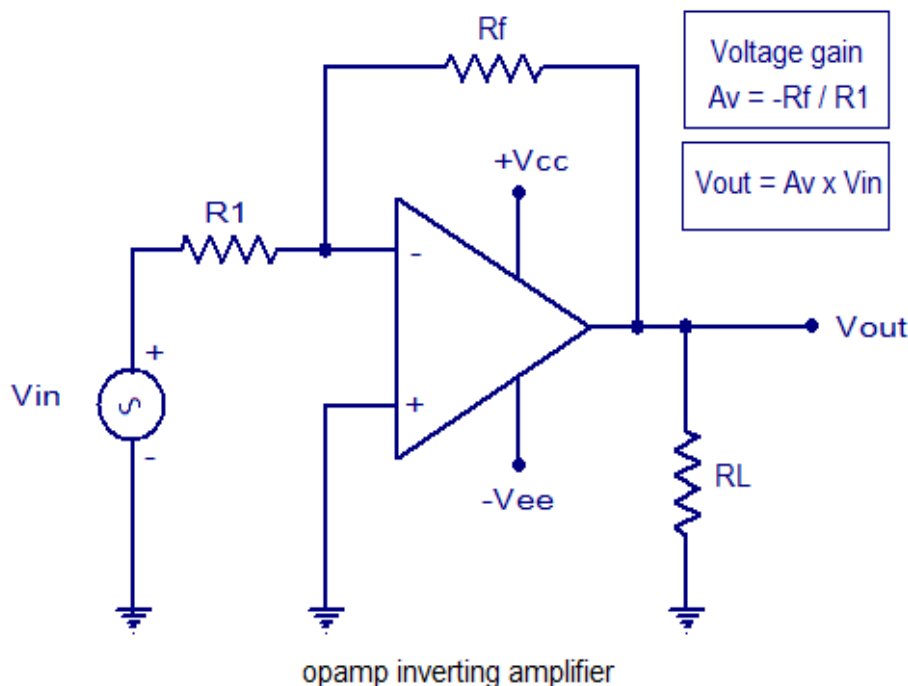 Rf
Voltage gain
Av = -Rf / R1
+Vcc
Vout = Av x Vin
R1
-
Vout
+
Vin
S
+
-
RL
-Vee
opamp inverting amplifier